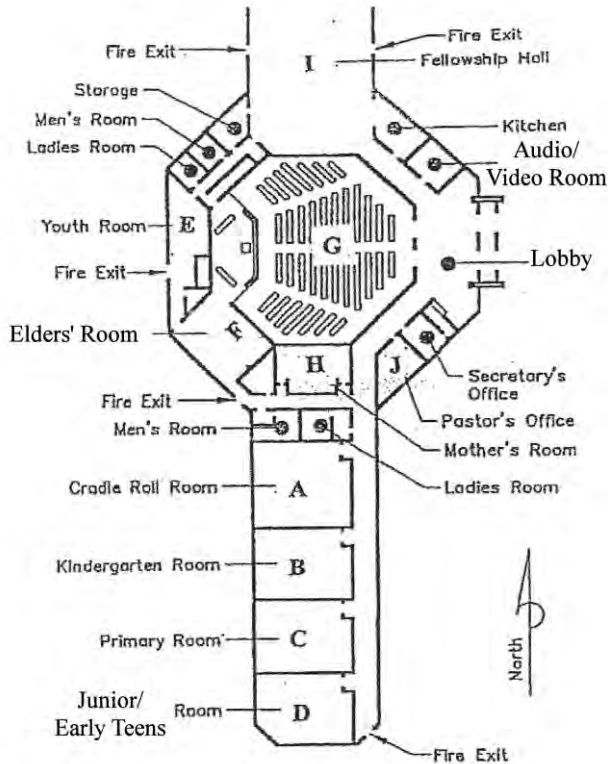 Fire Exit
Fire Exit
I
Fellowship Hall
Storage
Men's Room
Ladies Room
Kitchen
Audio/
Video Room
E
Youth Room
G
Lobby
Fire Exit
Elders' Room
F
H
J
Secretary's
Office
Fire Exit
Pastor's Office
Men's Room
Mother's Room
Ladies Room
Cradle Roll Room
A
Kindergarten Room
B
Primary Room
C
North
Junior/
Early Teens
Room
D
Fire Exit